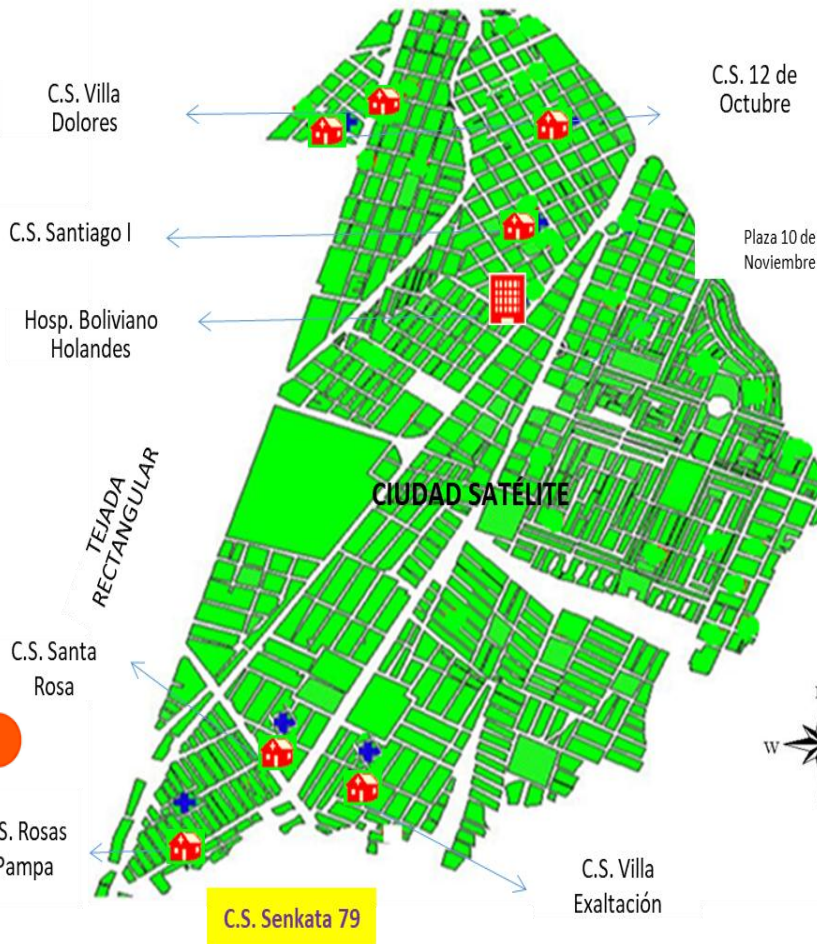 C.S. Villa
Dolores
C.S. 12 de
Octubre
C.S. Santiago I
Plaza 10 de
Noviembre
Hosp. Boliviano
Holandes
CIUDAD SATÉLITE
TEJADA
RECTANGULAR
C.S. Santa
Rosa
W
S. Rosas
Pampa
C.S. Villa
Exaltación
C.S. Senkata 79